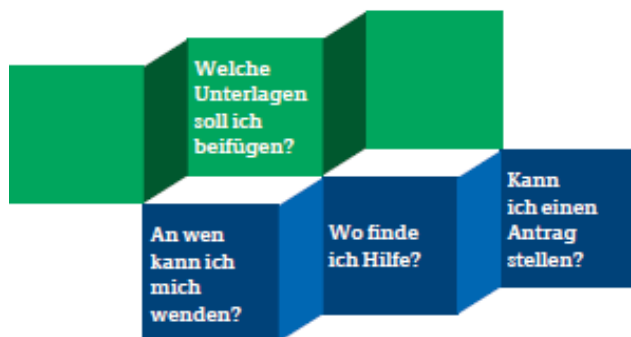 Welche
Unterlagen
soll ich
beifügen?
An wen
kann ich
mich
wenden?
Wo finde
ich Hilfe?
Kann
ich einen
Antrag
stellen?